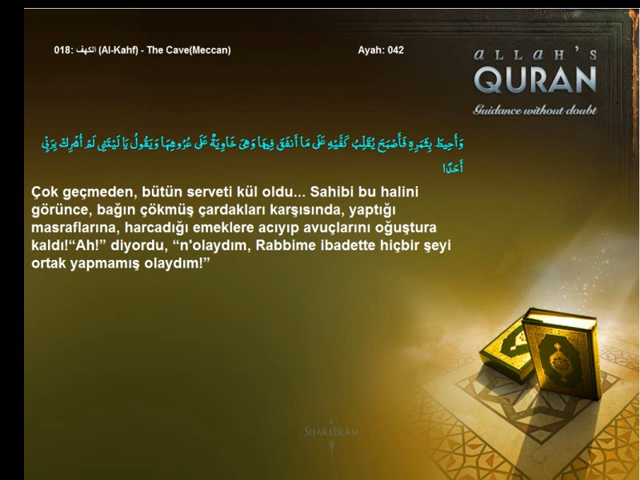 018: الكهف (Al-Kahf) - The Cave(Meccan) Ayah: 042
ALLAH'S
QURAN
Guidance without doubt
وَأُحِيطَ بِثَمَرِهِ فَأَصْبَحَ يُقَلِّبُ كَفَّيْهِ عَلَى مَا أَنفَقَ فِيهَا وَهِيَ خَاوِيَةٌ عَلَى عُرُوشِهَا وَيَقُولُ يَا لَيْتَنِي لَمْ أُشْرِكْ بِرَبِّي
أَحَدًا
Çok geçmeden, bütün serveti kül oldu... Sahibi bu halini
görünce, bağın çökmüş çardakları karşısında, yaptığı
masraflarına, harcadığı emeklere acıyıp avuçlarını oğuştura
kaldı!“Ah!” diyordu, “n'olaydım, Rabbime ibadette hiçbir şeyi
ortak yapmamış olaydım!”
SHAREISLAM